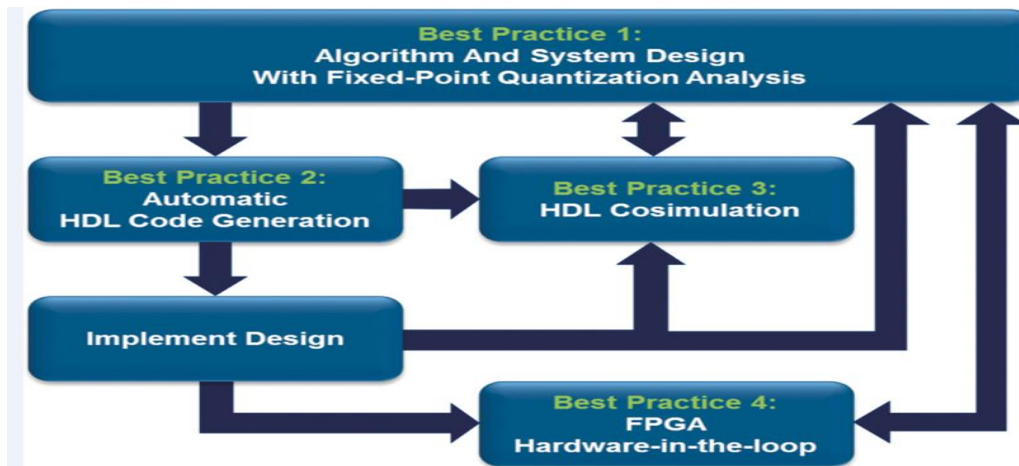 Best Practice 1:
Algorithm And System Design
With Fixed-Point Quantization Analysis
Best Practice 2:
Automatic
HDL Code Generation
Best Practice 3:
HDL Cosimulation
Implement Design
Best Practice 4:
FPGA
Hardware-in-the-loop